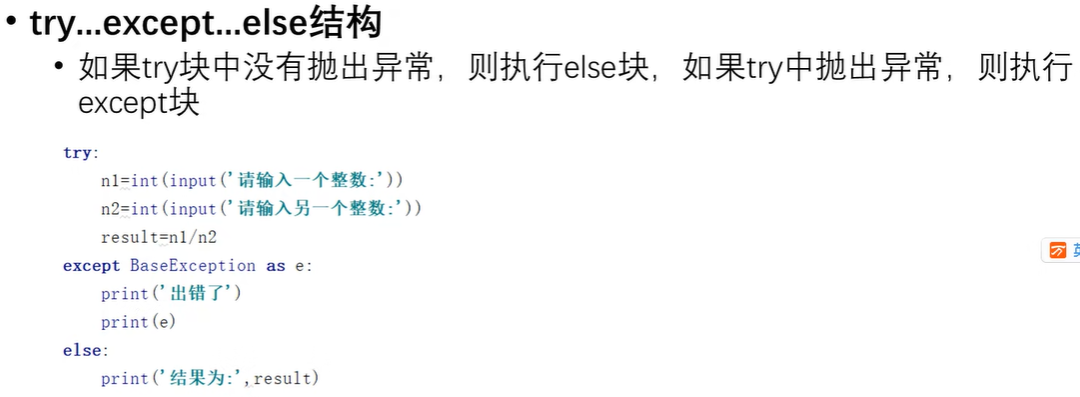 • try...except...else结构
• 如果try块中没有抛出异常，则执行else块，如果try中抛出异常，则执行
except块
try:
    n1=int(input('请输入一个整数:'))
    n2=int(input('请输入另一个整数:'))
    result=n1/n2
except BaseException as e:
    print('出错了')
    print(e)
else:
    print('结果为:',result)
万 英